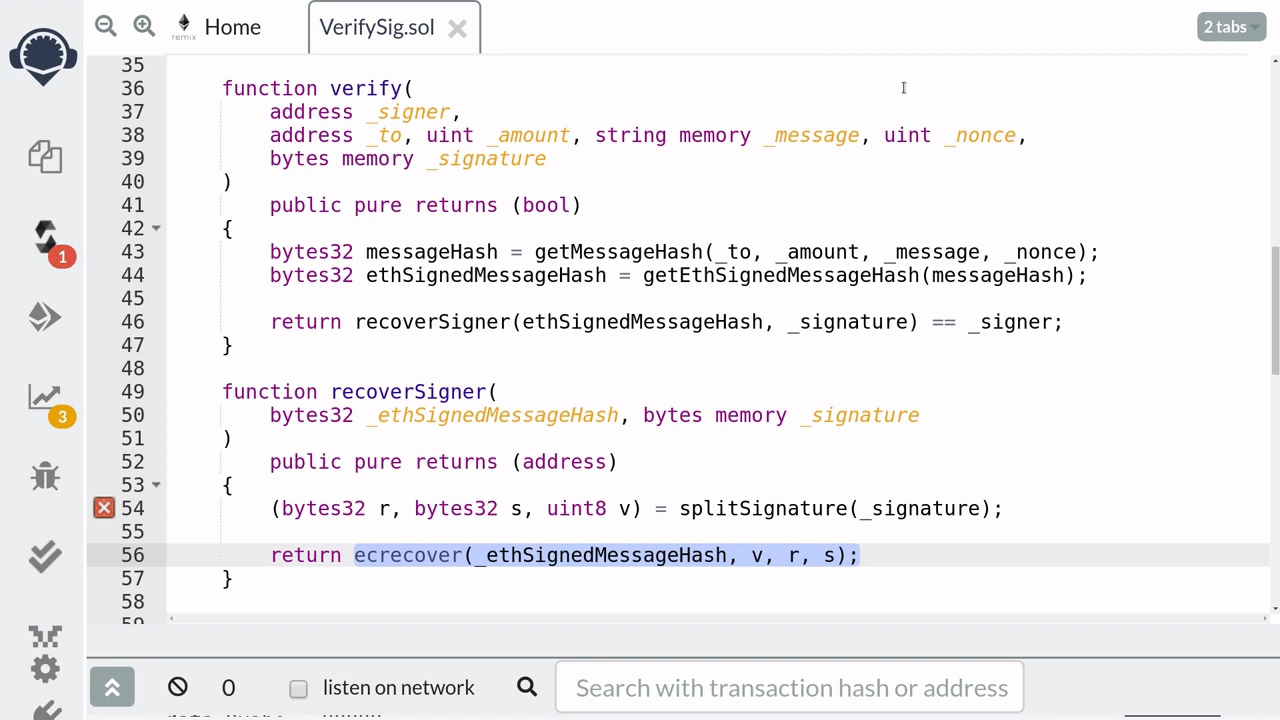 Home
remix
VerifySig.sol
2 tabs
35
36 function verify(
37 address _signer,
38 address _to, uint _amount, string memory _message, uint _nonce,
39 bytes memory _signature
40 )
41 public pure returns (bool)
42 {
43 bytes32 messageHash = getMessageHash(_to, _amount, _message, _nonce);
44 bytes32 ethSignedMessageHash = getEthSignedMessageHash(messageHash);
45
46 return recoverSigner(ethSignedMessageHash, _signature) == _signer;
47 }
48
49 function recoverSigner(
50 bytes32 _ethSignedMessageHash, bytes memory _signature
51 )
52 public pure returns (address)
53 {
54 (bytes32 r, bytes32 s, uint8 v) = splitSignature(_signature);
55
56 return ecrecover(_ethSignedMessageHash, v, r, s);
57 }
58
59
1
3
0 listen on network Search with transaction hash or address